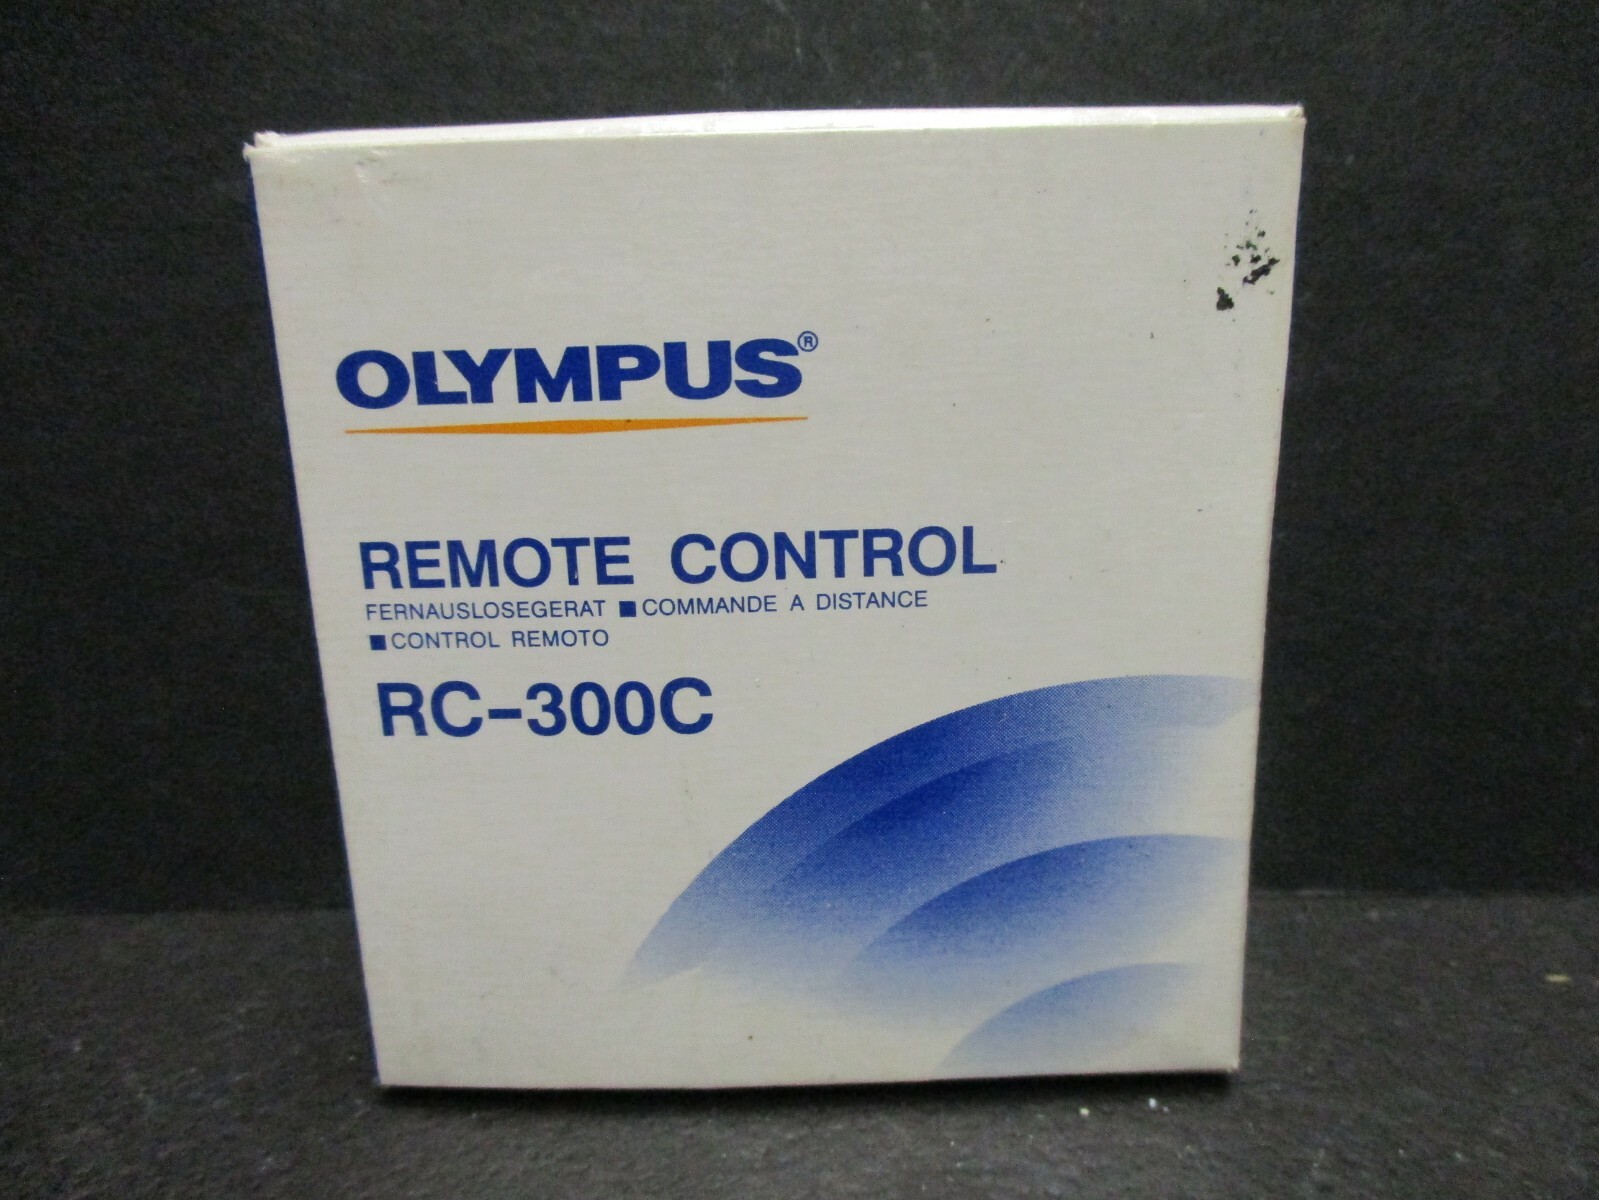 OLYMPUS®
REMOTE CONTROL
FERNAUSLOSEGERAT ■ COMMANDE A DISTANCE
■ CONTROL REMOTO
RC-300C